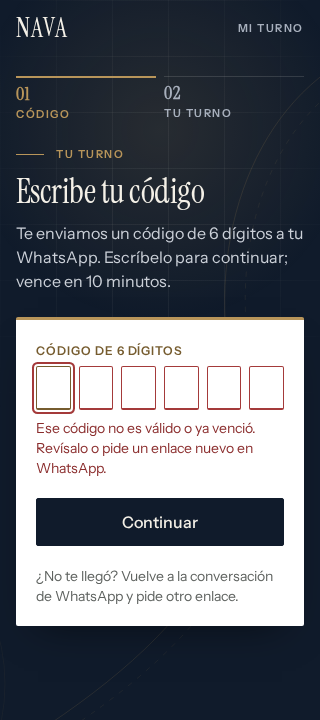 NAVA
MI TURNO
01
CÓDIGO
02
TU TURNO
TU TURNO
Escribe tu código
Te enviamos un código de 6 dígitos a tu
WhatsApp. Escríbelo para continuar;
vence en 10 minutos.
CÓDIGO DE 6 DÍGITOS
Ese código no es válido o ya venció.
Revísalo o pide un enlace nuevo en
WhatsApp.
Continuar
¿No te llegó? Vuelve a la conversación
de WhatsApp y pide otro enlace.